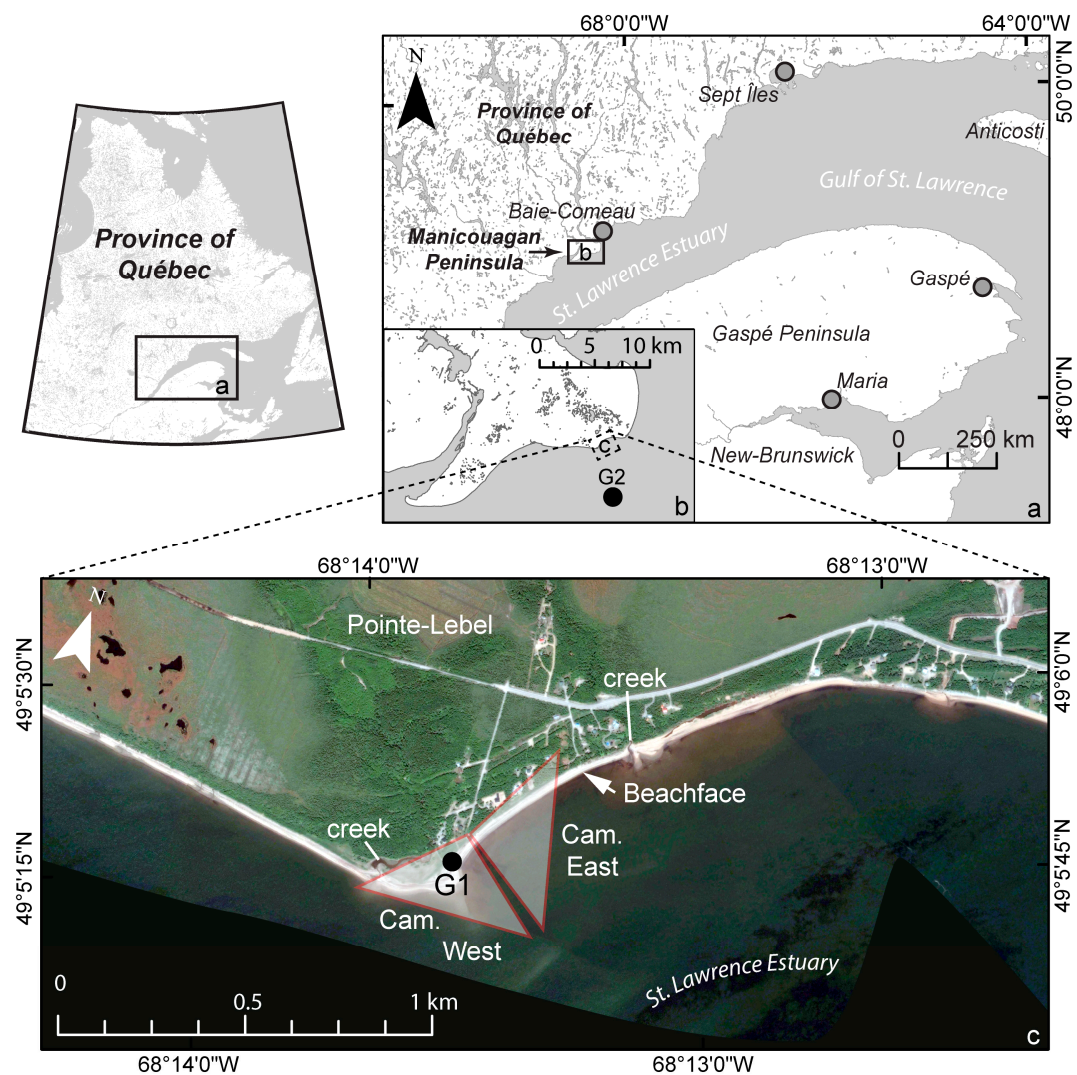 68°0'0"W
64°0'0"W
N
50°0'0"N
Sept Îles
Province of
Québec
Anticosti
Gulf of St. Lawrence
Province of
Québec
Baie-Comeau
Manicouagan
Peninsula
b
St. Lawrence Estuary
Gaspé
Gaspé Peninsula
a
0 5 10 km
Maria
48°0'0"N
c
New-Brunswick
0 250 km
G2
b
a
68°14'0"W
68°13'0"W
N
Pointe-Lebel
49°5'30"N
creek
49°6'0"N
Beachface
creek
Cam.
East
G1
49°5'15"N
49°5'45"N
Cam.
West
St. Lawrence Estuary
0 0.5 1 km
c
68°14'0"W
68°13'0"W